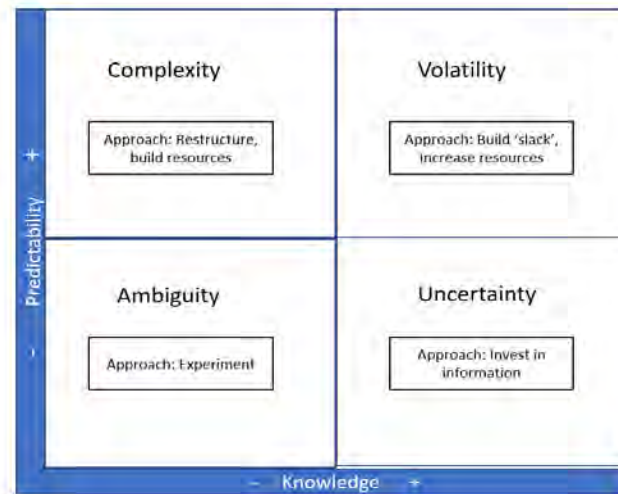 Complexity
Approach: Restructure,
build resources
Volatility
Approach: Build ‘slack’,
increase resources
- Predictability +
Ambiguity
Approach: Experiment
Uncertainty
Approach: Invest in
information
- Knowledge +